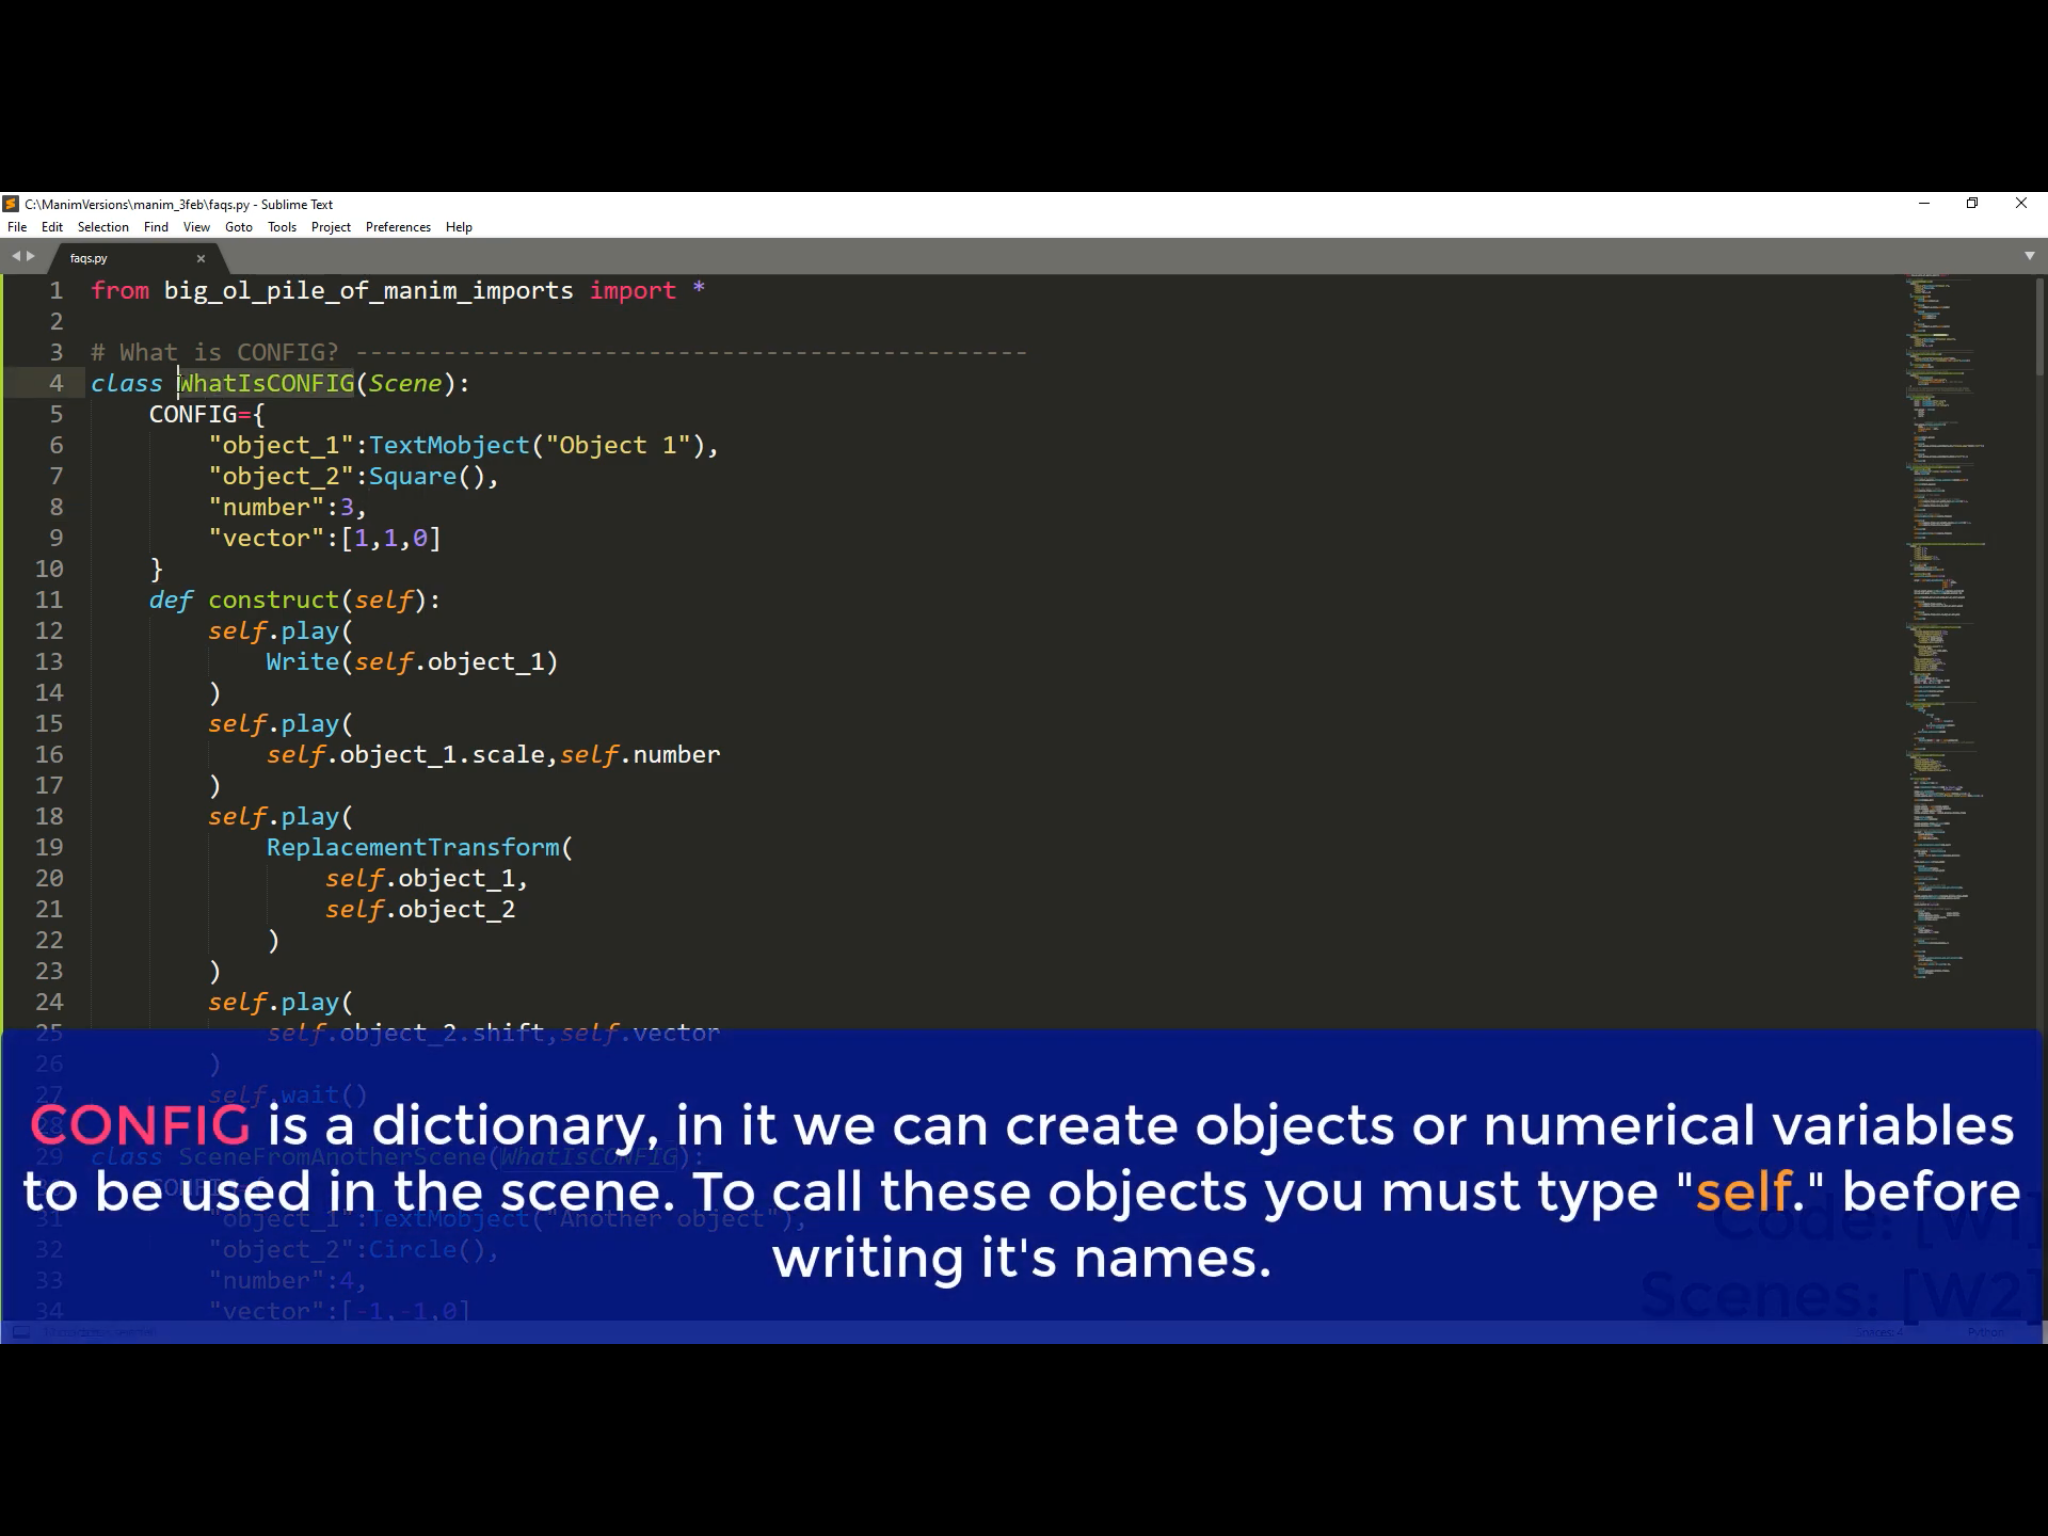 C:\ManimVersions\manim_3feb\faqs.py - Sublime Text
File Edit Selection Find View Goto Tools Project Preferences Help
faqs.py
1 from big_ol_pile_of_manim_imports import *
2
3 # What is CONFIG? ----------------------------------------------
4 class WhatIsCONFIG(Scene):
5 CONFIG={
6 "object_1":TextMobject("Object 1"),
7 "object_2":Square(),
8 "number":3,
9 "vector":[1,1,0]
10 }
11 def construct(self):
12 self.play(
13 Write(self.object_1)
14 )
15 self.play(
16 self.object_1.scale,self.number
17 )
18 self.play(
19 ReplacementTransform(
20 self.object_1,
21 self.object_2
22 )
23 )
24 self.play(
25 self.object_2.shift,self.vector
26 )
27 self.wait()
28
CONFIG is a dictionary, in it we can create objects or numerical variables
29 class SceneFromAnotherScene(WhatIsCONFIG):
to be used in the scene. To call these objects you must type "self." before
31 "object_1":TextMobject("Another object"),
Code: [W1]
32 "object_2":Circle(),
writing it's names.
33 "number":4,
Scenes: [W2]
34 "vector":[-1,-1,0]
Spaces: 4 Python